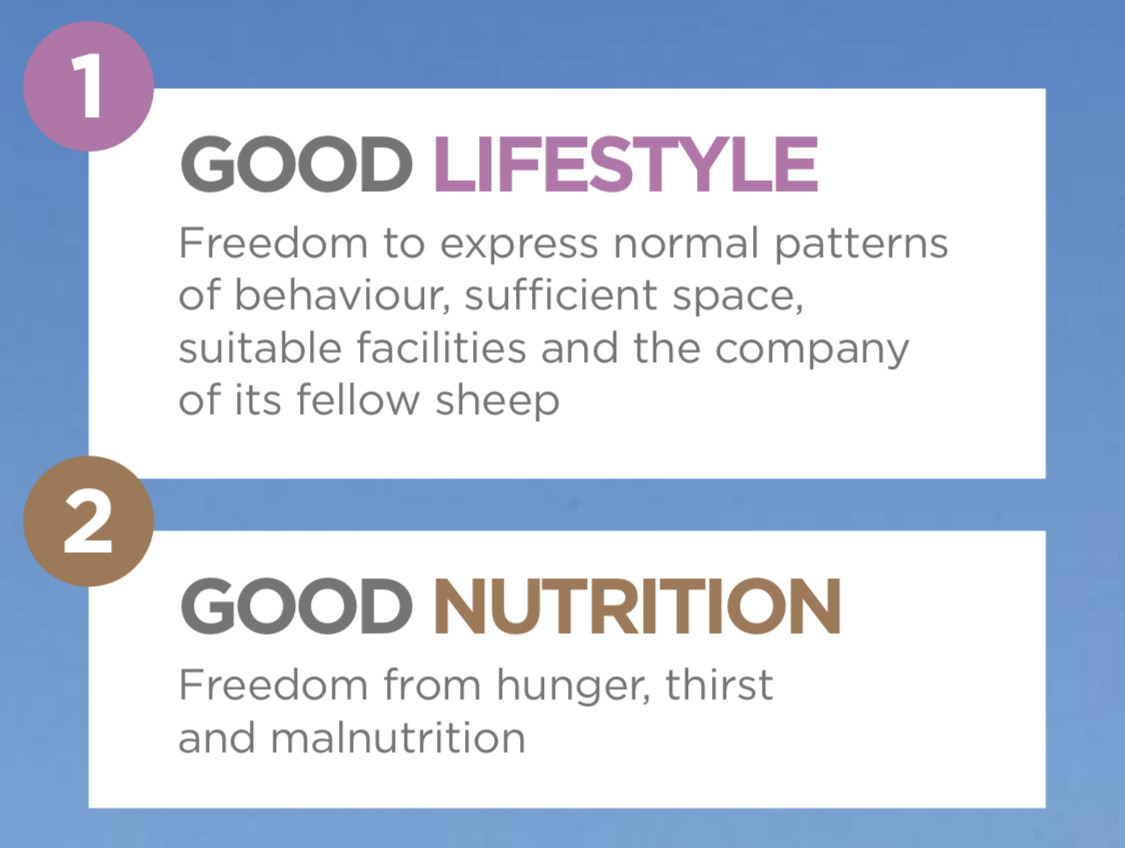 1
GOOD LIFESTYLE
Freedom to express normal patterns
of behaviour, sufficient space,
suitable facilities and the company
of its fellow sheep
2
GOOD NUTRITION
Freedom from hunger, thirst
and malnutrition